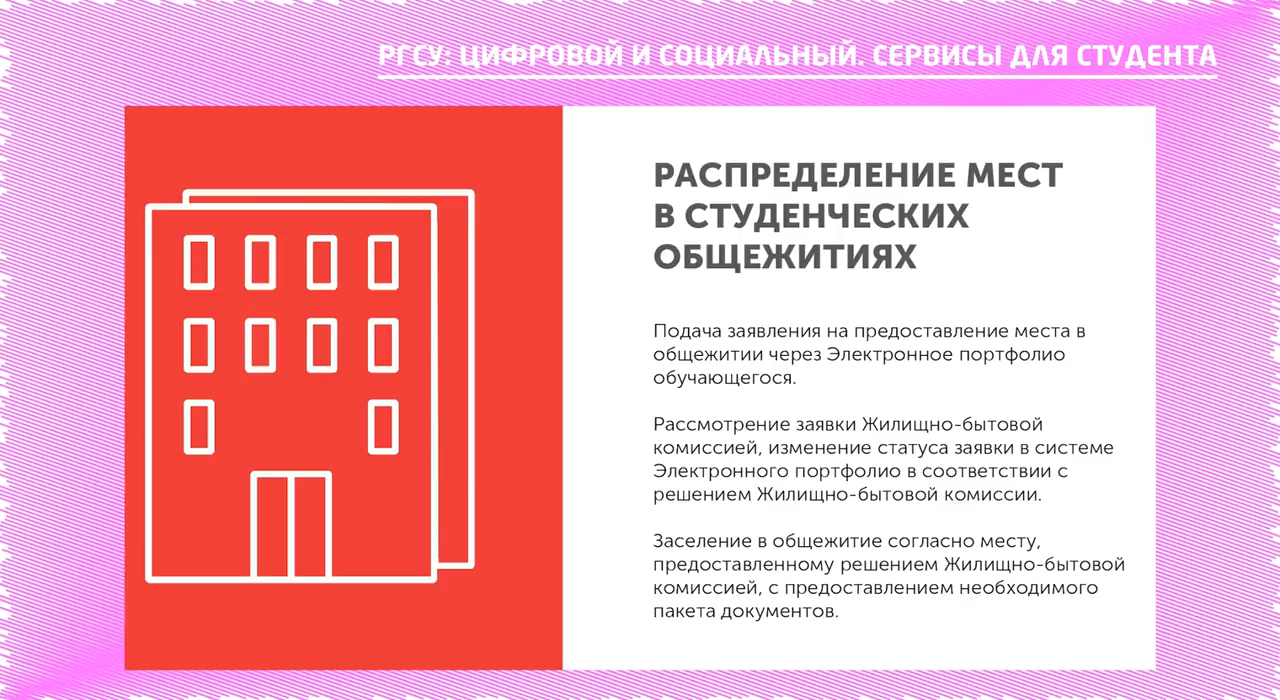 РГСУ: ЦИФРОВОЙ И СОЦИАЛЬНЫЙ. СЕРВИСЫ ДЛЯ СТУДЕНТА
РАСПРЕДЕЛЕНИЕ МЕСТ
В СТУДЕНЧЕСКИХ
ОБЩЕЖИТИЯХ
Подача заявления на предоставление места в
общежитии через Электронное портфолио
обучающегося.
Рассмотрение заявки Жилищно-бытовой
комиссией, изменение статуса заявки в системе
Электронного портфолио в соответствии с
решением Жилищно-бытовой комиссии.
Заселение в общежитие согласно месту,
предоставленному решением Жилищно-бытовой
комиссией, с предоставлением необходимого
пакета документов.